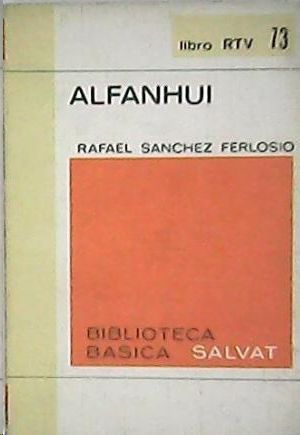 libro RTV 73
ALFANHUI
RAFAEL SANCHEZ FERLOSIO
BIBLIOTECA
BASICA SALVAT